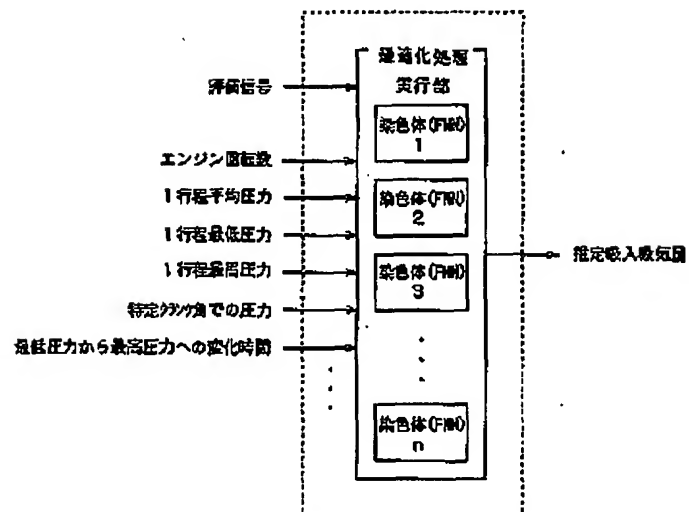 最適化処理
実行部
評価信号
染色体(FNN)
1
エンジン回転数
1行程平均圧力
染色体(FNN)
2
1行程最低圧力
1行程最高圧力
染色体(FNN)
3
推定吸入吸気量
特定クランク角での圧力
最低圧力から最高圧力への変化時間
染色体(FNN)
n